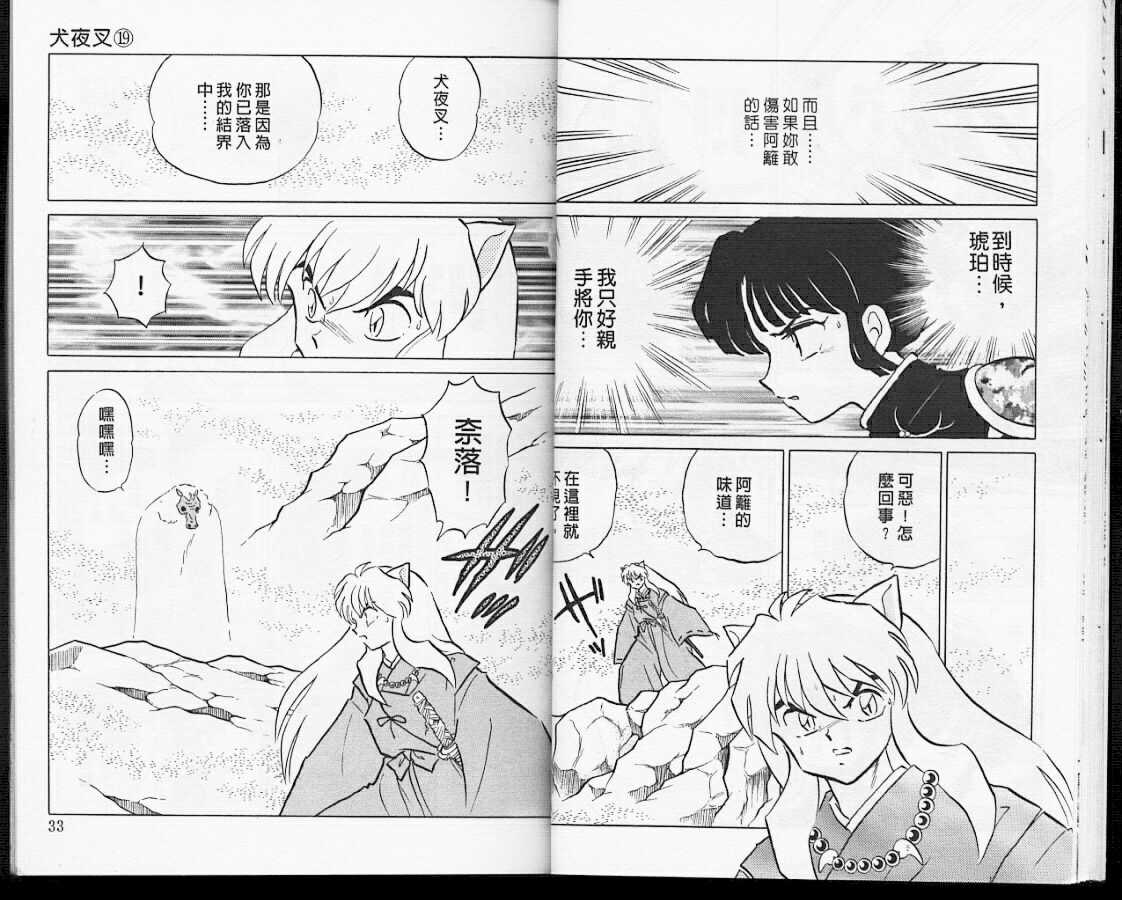 而且……
如果妳敢
傷害阿籬
的話…
到時候，
琥珀…
我只好親
手將你…
可惡！怎
麼回事？
阿籬的
味道…
在這裡就
犬夜叉⑲
犬夜叉…
那是因為
你已落入
我的結界
中……
！
奈落！
嘿嘿嘿…
33